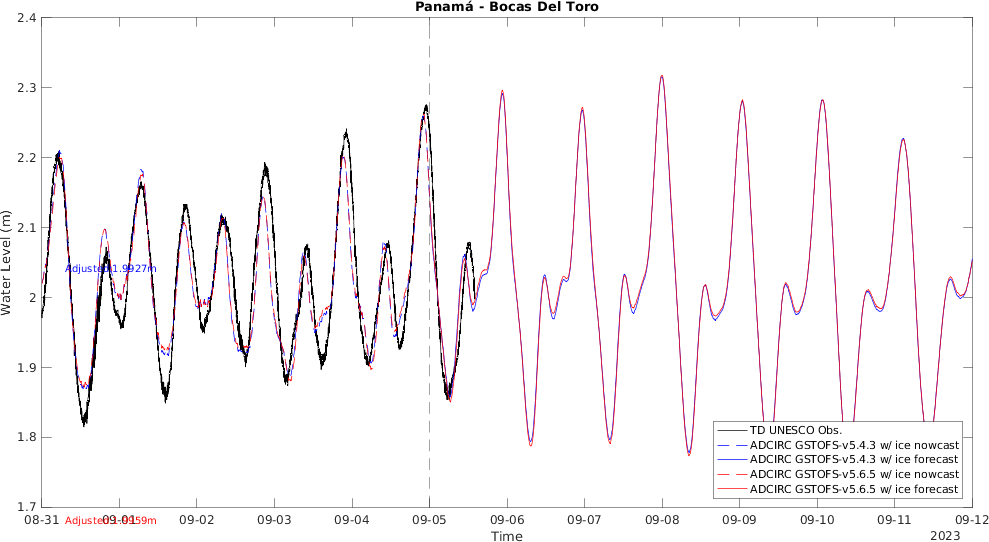 Panamá - Bocas Del Toro
2.4
2.3
2.2
2.1
2
1.9
1.8
1.7
Water Level (m)
Adjusted 1.9927m
TD UNESCO Obs.
ADCIRC GSTOFS-v5.4.3 w/ ice nowcast
ADCIRC GSTOFS-v5.4.3 w/ ice forecast
ADCIRC GSTOFS-v5.6.5 w/ ice nowcast
ADCIRC GSTOFS-v5.6.5 w/ ice forecast
08-31 09-01 09-02 09-03 09-04 09-05 09-06 09-07 09-08 09-09 09-10 09-11 09-12
Time
2023